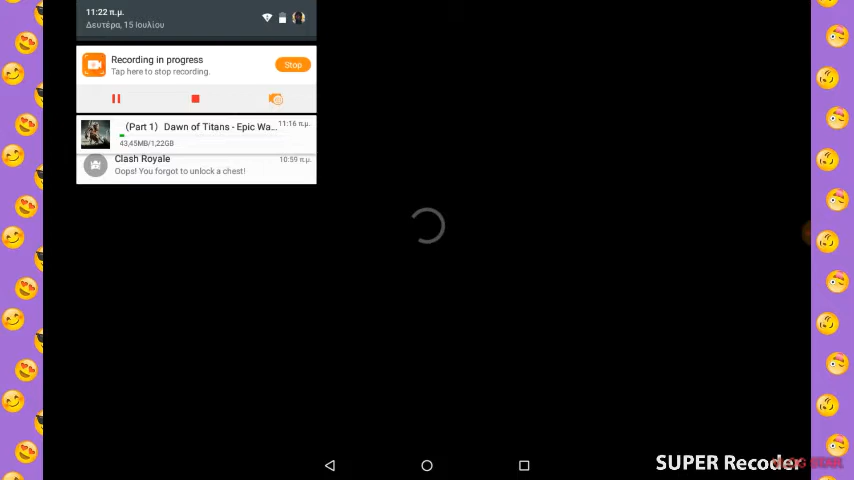 11:22 π.μ.
Δευτέρα, 15 Ιουλίου
Recording in progress
Tap here to stop recording.
Stop
(Part 1) Dawn of Titans - Epic Wa...
11:16 π.μ.
43,45MB/1,22GB
Clash Royale
10:59 π.μ.
Oops! You forgot to unlock a chest!
SUPER Recoder